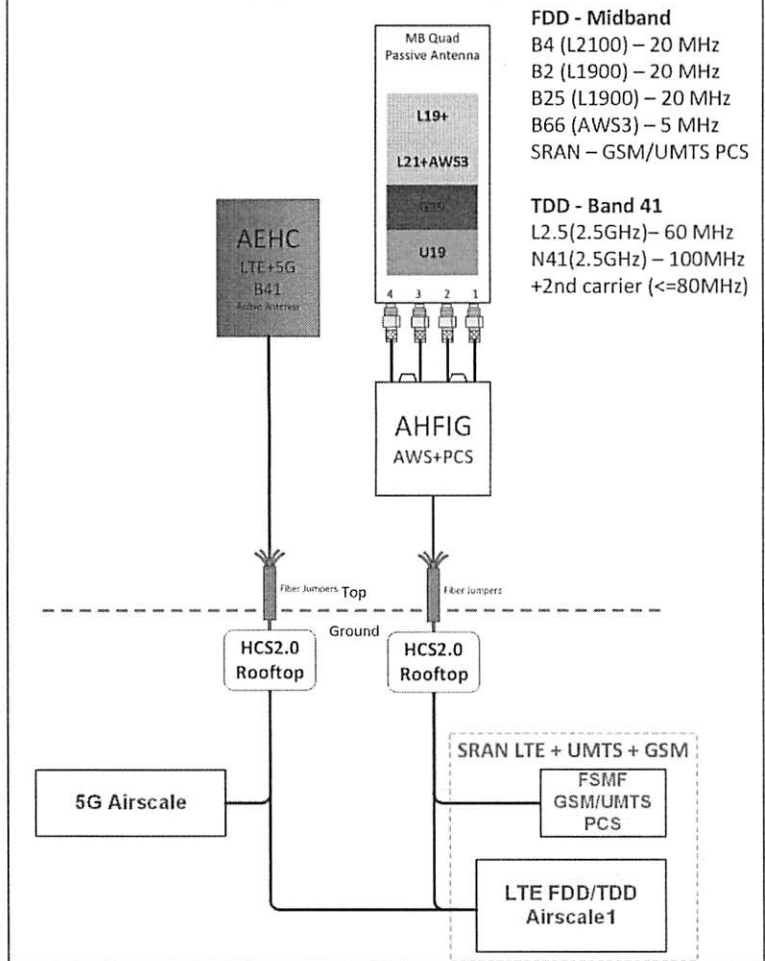 FDD - Midband
B4 (L2100) – 20 MHz
B2 (L1900) – 20 MHz
B25 (L1900) – 20 MHz
B66 (AWS3) – 5 MHz
SRAN – GSM/UMTS PCS
TDD - Band 41
L2.5(2.5GHz)– 60 MHz
N41(2.5GHz) – 100MHz
+2nd carrier (<=80MHz)
MB Quad
Passive Antenna
L19+
L21+AWS3
G19
U19
4 3 2 1
AEHC
LTE+5G
B41
Active Antenna
AHFIG
AWS+PCS
Fiber Jumpers
Top
Fiber Jumpers
Ground
HCS2.0
Rooftop
HCS2.0
Rooftop
SRAN LTE + UMTS + GSM
5G Airscale
FSMF
GSM/UMTS
PCS
LTE FDD/TDD
Airscale1